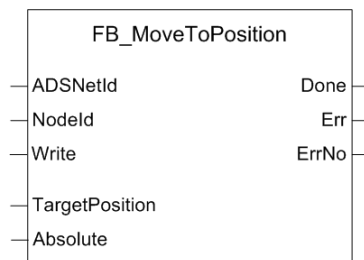 FB_MoveToPosition
ADSNetId Done
NodeId Err
Write ErrNo
TargetPosition
Absolute